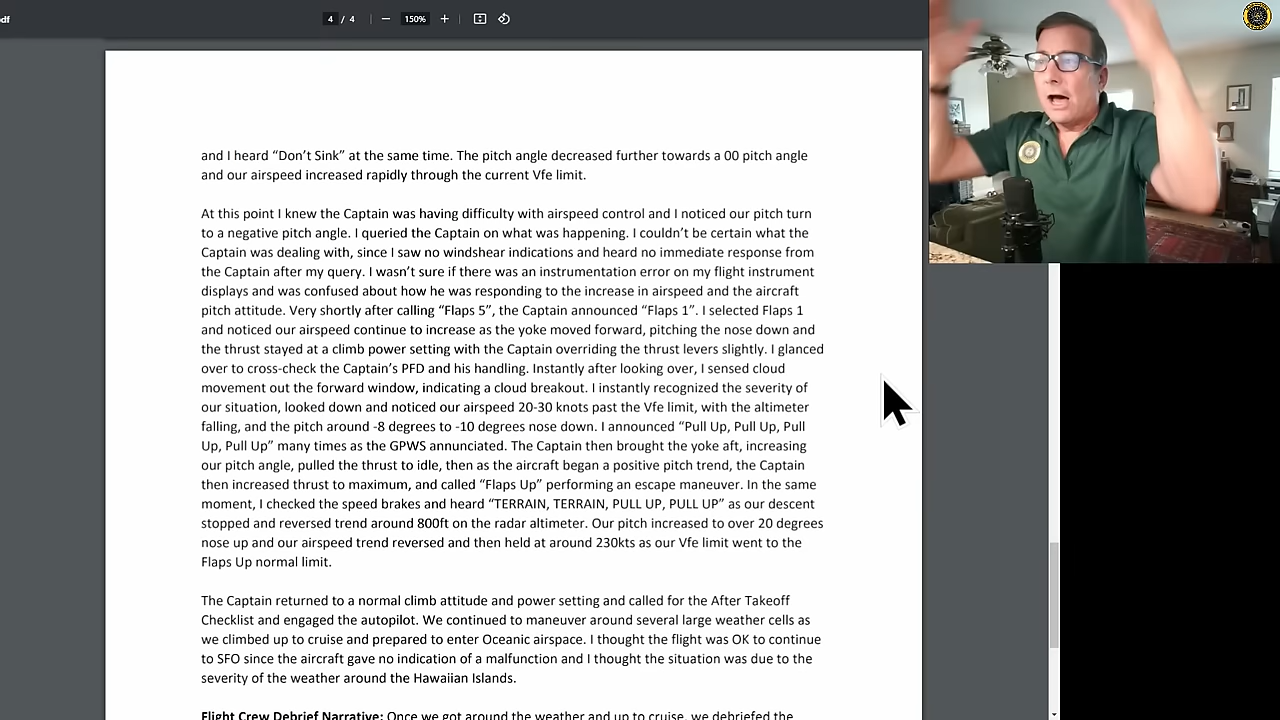 df
4 / 4
150%
and I heard “Don’t Sink” at the same time. The pitch angle decreased further towards a 00 pitch angle
and our airspeed increased rapidly through the current Vfe limit.
At this point I knew the Captain was having difficulty with airspeed control and I noticed our pitch turn
to a negative pitch angle. I queried the Captain on what was happening. I couldn’t be certain what the
Captain was dealing with, since I saw no windshear indications and heard no immediate response from
the Captain after my query. I wasn’t sure if there was an instrumentation error on my flight instrument
displays and was confused about how he was responding to the increase in airspeed and the aircraft
pitch attitude. Very shortly after calling “Flaps 5”, the Captain announced “Flaps 1”. I selected Flaps 1
and noticed our airspeed continue to increase as the yoke moved forward, pitching the nose down and
the thrust stayed at a climb power setting with the Captain overriding the thrust levers slightly. I glanced
over to cross-check the Captain’s PFD and his handling. Instantly after looking over, I sensed cloud
movement out the forward window, indicating a cloud breakout. I instantly recognized the severity of
our situation, looked down and noticed our airspeed 20-30 knots past the Vfe limit, with the altimeter
falling, and the pitch around -8 degrees to -10 degrees nose down. I announced “Pull Up, Pull Up, Pull
Up, Pull Up” many times as the GPWS annunciated. The Captain then brought the yoke aft, increasing
our pitch angle, pulled the thrust to idle, then as the aircraft began a positive pitch trend, the Captain
then increased thrust to maximum, and called “Flaps Up” performing an escape maneuver. In the same
moment, I checked the speed brakes and heard “TERRAIN, TERRAIN, PULL UP, PULL UP” as our descent
stopped and reversed trend around 800ft on the radar altimeter. Our pitch increased to over 20 degrees
nose up and our airspeed trend reversed and then held at around 230kts as our Vfe limit went to the
Flaps Up normal limit.
The Captain returned to a normal climb attitude and power setting and called for the After Takeoff
Checklist and engaged the autopilot. We continued to maneuver around several large weather cells as
we climbed up to cruise and prepared to enter Oceanic airspace. I thought the flight was OK to continue
to SFO since the aircraft gave no indication of a malfunction and I thought the situation was due to the
severity of the weather around the Hawaiian Islands.
Flight Crew Debrief Narrative: Once we got around the weather and up to cruise, we debriefed the